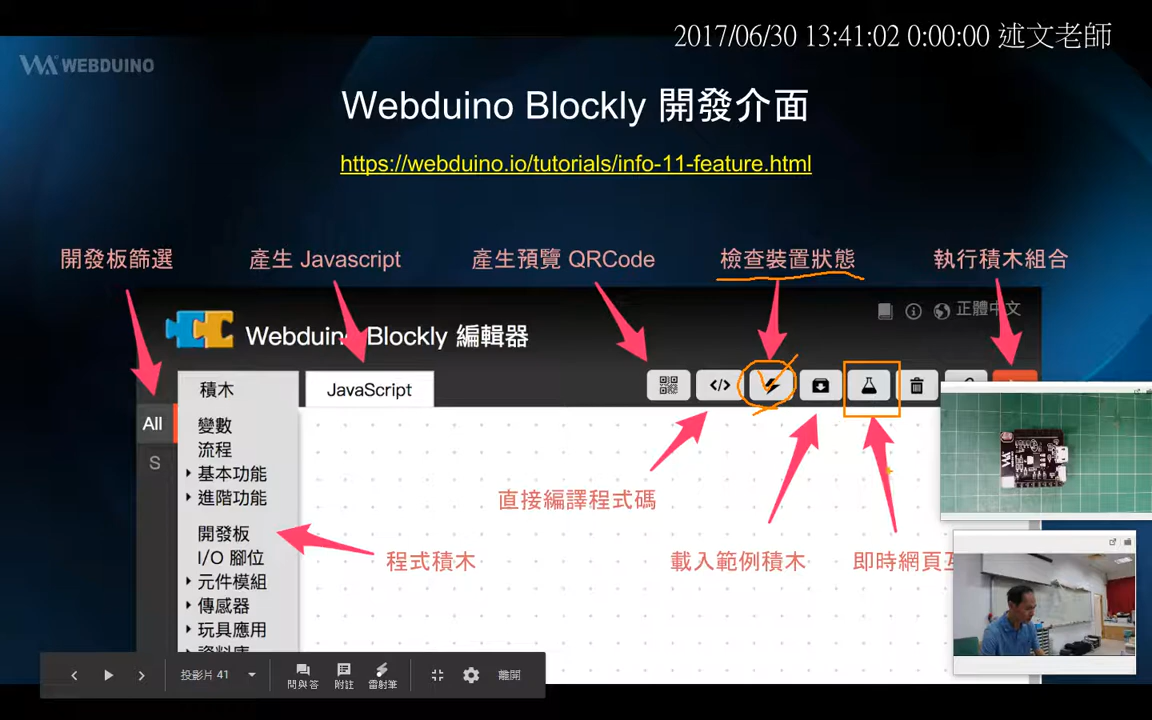 2017/06/30 13:41:02 0:00:00 述文老師
WEBDUINO
Webduino Blockly 開發介面
https://webduino.io/tutorials/info-11-feature.html
開發板篩選
產生 Javascript
產生預覽 QRCode
檢查裝置狀態
執行積木組合
正體中文
Webduino Blockly 編輯器
積木
JavaScript
All
變數
S
流程
基本功能
進階功能
直接編譯程式碼
開發板
I/O 腳位
程式積木
載入範例積木
即時網頁互
元件模組
傳感器
玩具應用
資料庫
投影片 41
問與答
附註
雷射筆
離開